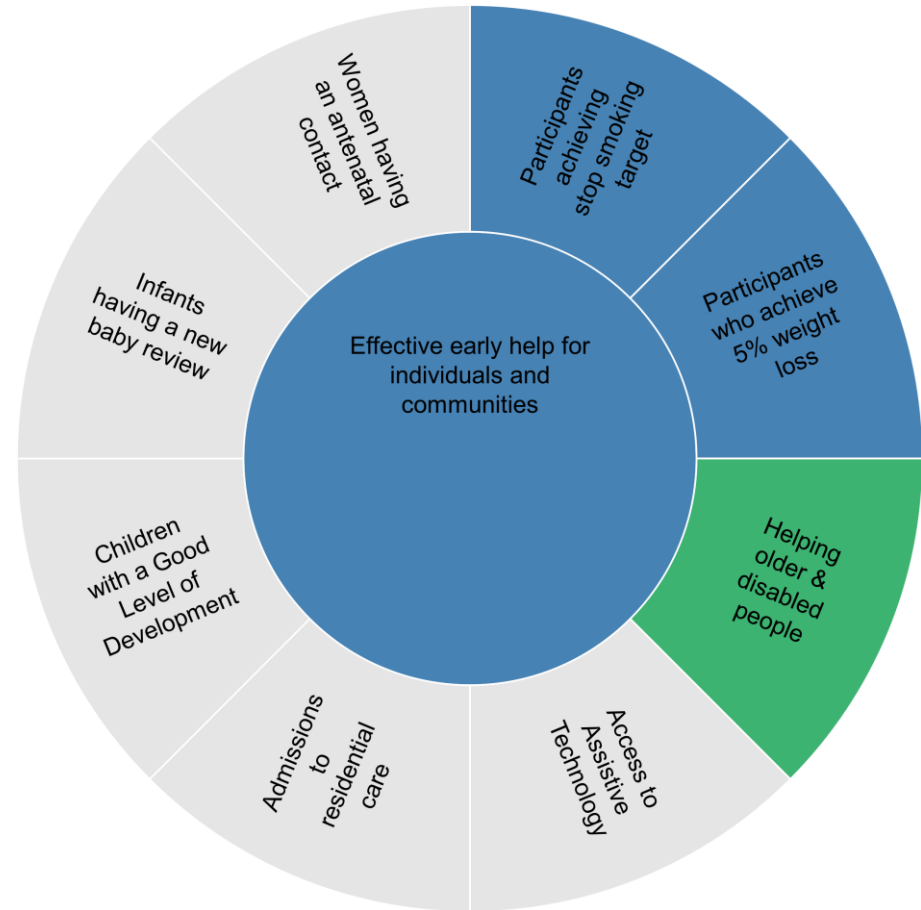 Effective early help for
individuals and
communities
Participants
achieving
stop smoking
target
Participants
who achieve
5% weight
loss
Helping
older &
disabled
people
Access to
Assistive
Technology
Admissions
to
residential
care
Children
with a Good
Level of
Development
Infants
having a new
baby review
Women having
an antenatal
contact